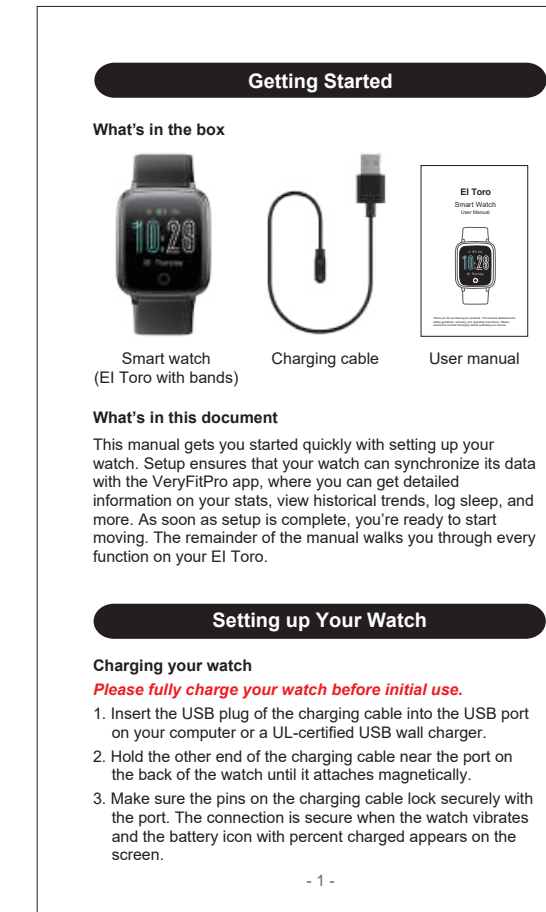 Getting Started
What's in the box
10:29
Thursday
El Toro
Smart Watch
User Manual
10:29
Thursday
Smart watch
(EI Toro with bands)
Charging cable
User manual
What's in this document
This manual gets you started quickly with setting up your
watch. Setup ensures that your watch can synchronize its data
with the VeryFitPro app, where you can get detailed
information on your stats, view historical trends, log sleep, and
more. As soon as setup is complete, you're ready to start
moving. The remainder of the manual walks you through every
function on your EI Toro.
Setting up Your Watch
Charging your watch
Please fully charge your watch before initial use.
1. Insert the USB plug of the charging cable into the USB port
on your computer or a UL-certified USB wall charger.
2. Hold the other end of the charging cable near the port on
the back of the watch until it attaches magnetically.
3. Make sure the pins on the charging cable lock securely with
the port. The connection is secure when the watch vibrates
and the battery icon with percent charged appears on the
screen.
- 1 -